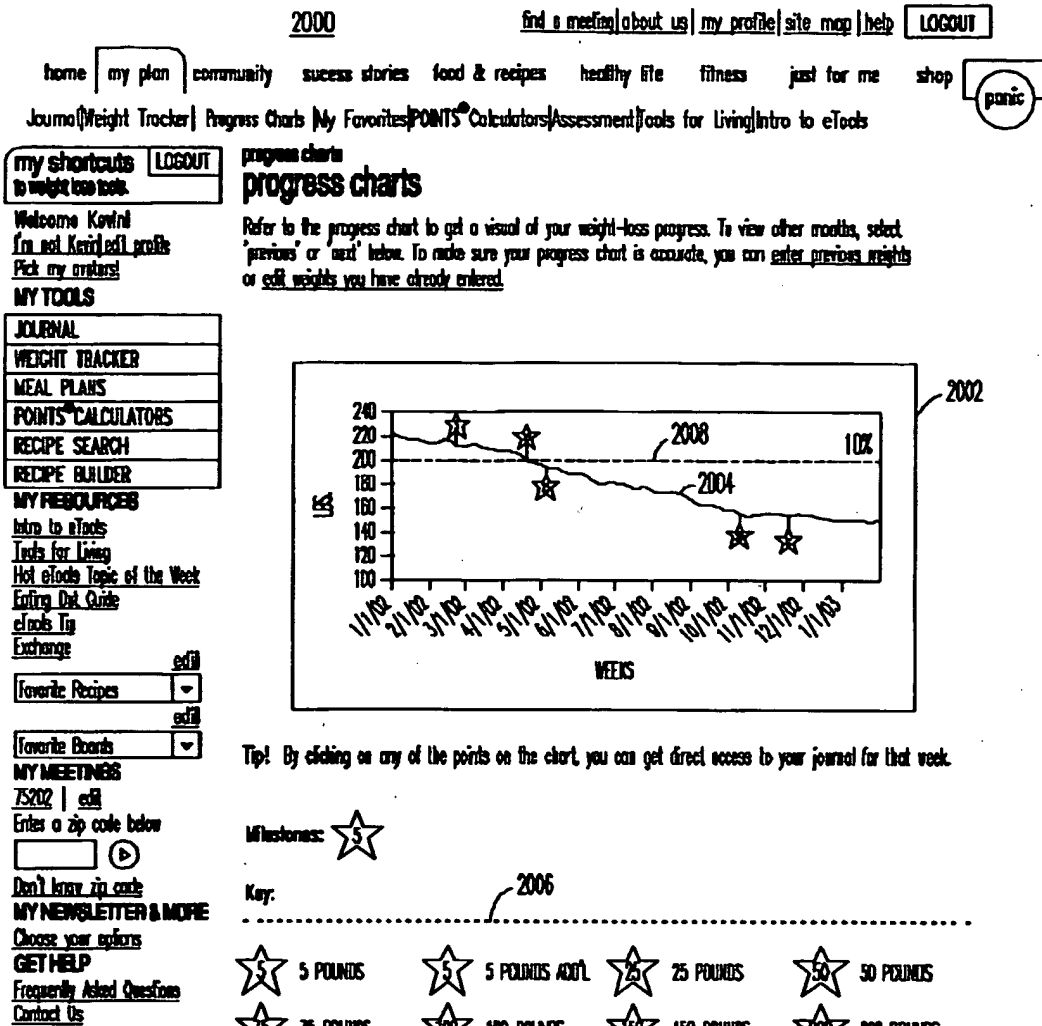 2000
find a meeting|about us| my profile|site map|help LOGOUT
home my plan community sucess stories food & recipes healthy life fitness just for me shop
panic
Journal|Weight Tracker| Progress Charts |My Favorites|POINTS® Calculators|Assessment|Tools for Living|Intro to eTools
my shortcuts LOGOUT
to weight loss tools.
Welcome Kevin!
I'm not Kevin|edit profile
Pick my avatars!
MY TOOLS
JOURNAL
WEIGHT TRACKER
MEAL PLANS
POINTS® CALCULATORS
RECIPE SEARCH
RECIPE BUILDER
MY RESOURCES
Intro to eTools
Tools for Living
Hot eTools Topic of the Week
Eating Out Guide
eTools Tip
Exchange
edit
Favorite Recipes
edit
Favorite Boards
MY MEETINGS
75202 | edit
Enter a zip code below
Don't know zip code
MY NEWSLETTER & MORE
Choose your options
GET HELP
Frequently Asked Questions
Contact Us
progress charts
progress charts
Refer to the progress chart to get a visual of your weight-loss progress. To view other months, select
'previous' or 'next' below. To make sure your progress chart is accurate, you can enter previous weights
or edit weights you have already entered.
2002
240
220
200
180
160
140
120
100
LBS.
2008
10%
2004
1/1/02 2/1/02 3/1/02 4/1/02 5/1/02 6/1/02 7/1/02 8/1/02 9/1/02 10/1/02 11/1/02 12/1/02 1/1/03
WEEKS
Tip! By clicking on any of the points on the chart, you can get direct access to your journal for that week.
Milestones: 5
Key:
2006
5 5 POUNDS 5 5 POUNDS ADD'L 25 25 POUNDS 50 50 POUNDS